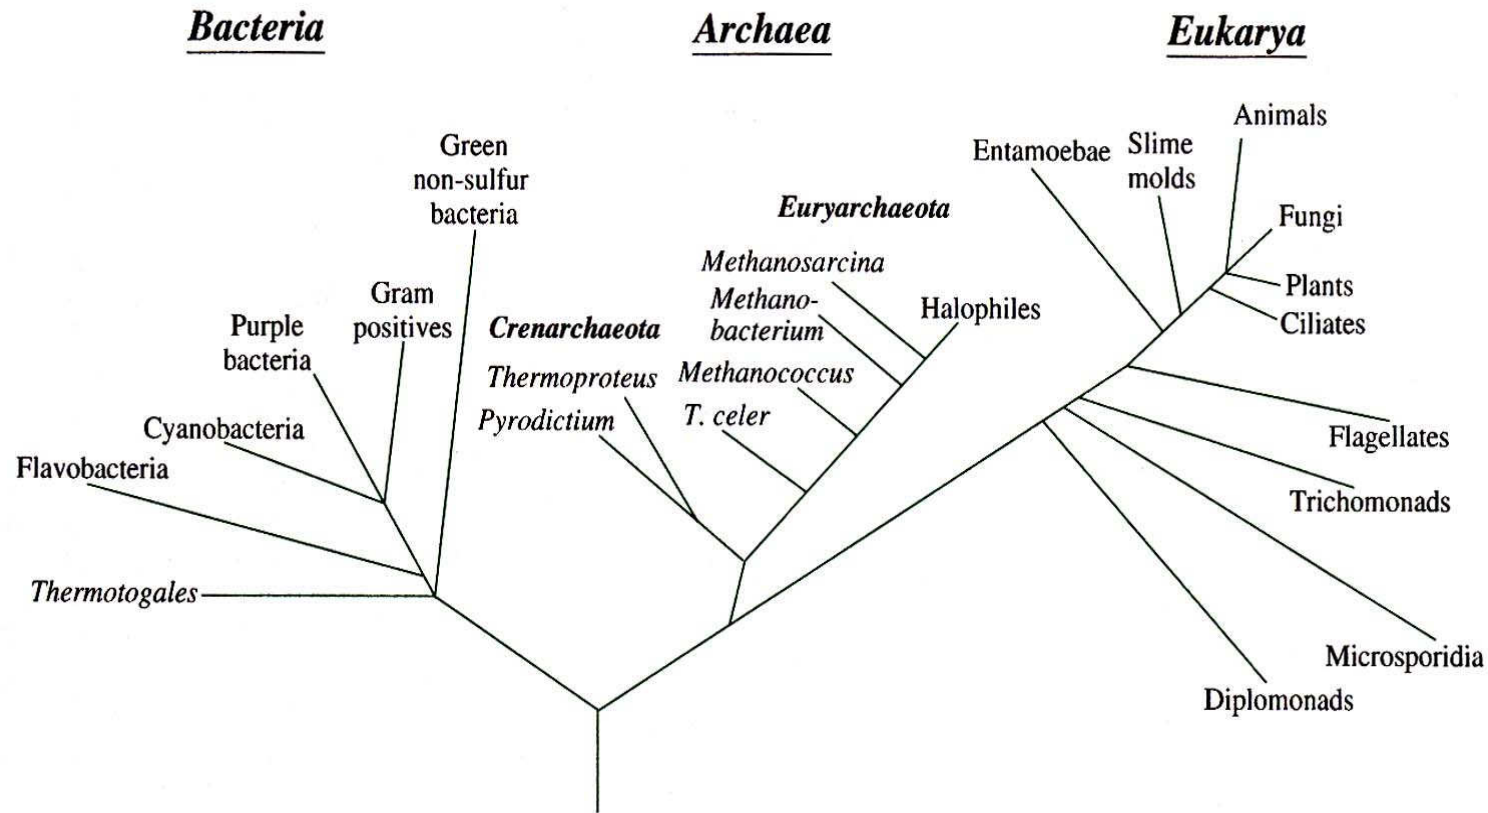 Bacteria
Archaea
Eukarya
Green
non-sulfur
bacteria
Gram
positives
Purple
bacteria
Cyanobacteria
Flavobacteria
Thermotogales
Crenarchaeota
Thermoproteus
Pyrodictium
Euryarchaeota
Methanosarcina
Methano-
bacterium
Methanococcus
T. celer
Halophiles
Entamoebae
Slime
molds
Animals
Fungi
Plants
Ciliates
Flagellates
Trichomonads
Microsporidia
Diplomonads